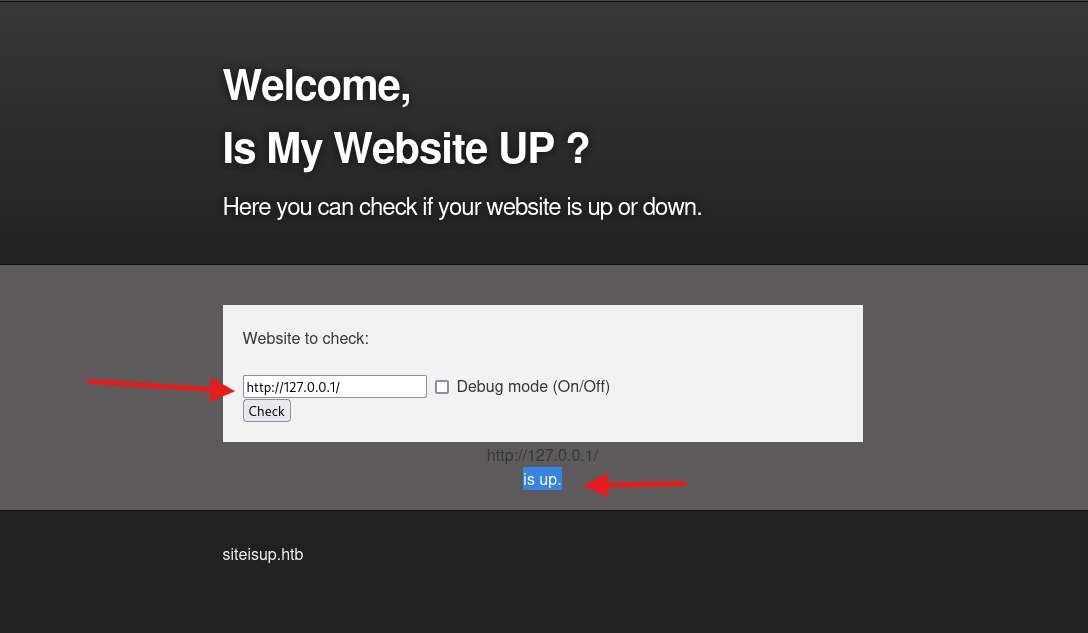 Welcome,
Is My Website UP ?
Here you can check if your website is up or down.
Website to check:
http://127.0.0.1/ Debug mode (On/Off)
Check
http://127.0.0.1/
is up.
siteisup.htb